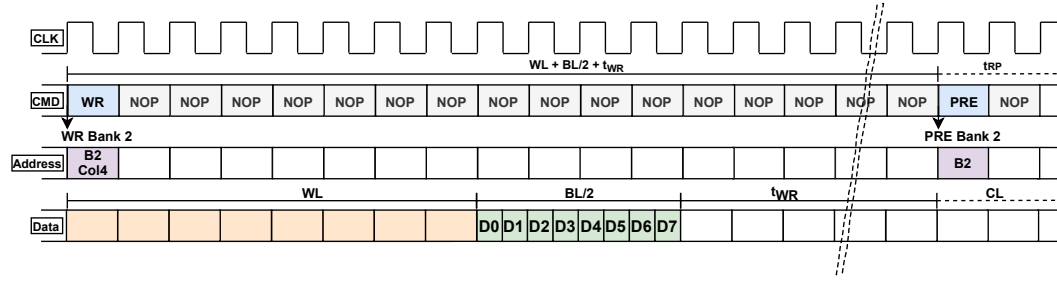 CLK
WL + BL/2 + tWR
tRP
CMD WR NOP NOP NOP NOP NOP NOP NOP NOP NOP NOP NOP NOP NOP NOP NOP NOP PRE NOP
WR Bank 2
PRE Bank 2
Address
B2
Col4
B2
WL
BL/2
tWR
CL
Data D0 D1 D2 D3 D4 D5 D6 D7